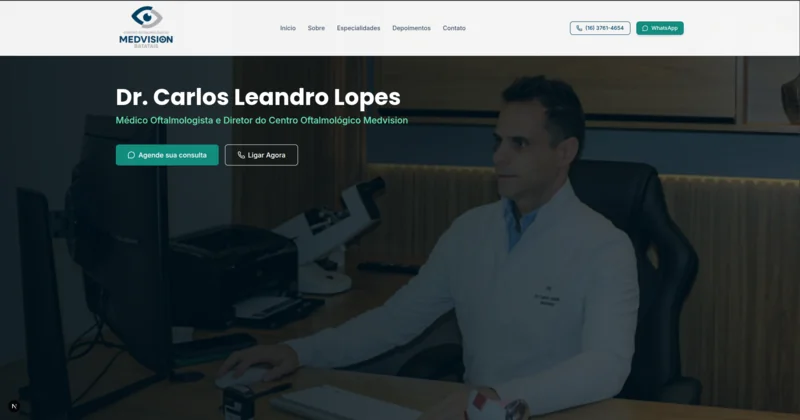 MEDVISION
BATATAIS
Início Sobre Especialidades Depoimentos Contato
(16) 3761-4654
WhatsApp
Dr. Carlos Leandro Lopes
Médico Oftalmologista e Diretor do Centro Oftalmológico Medvision
Agende sua consulta
Ligar Agora
N